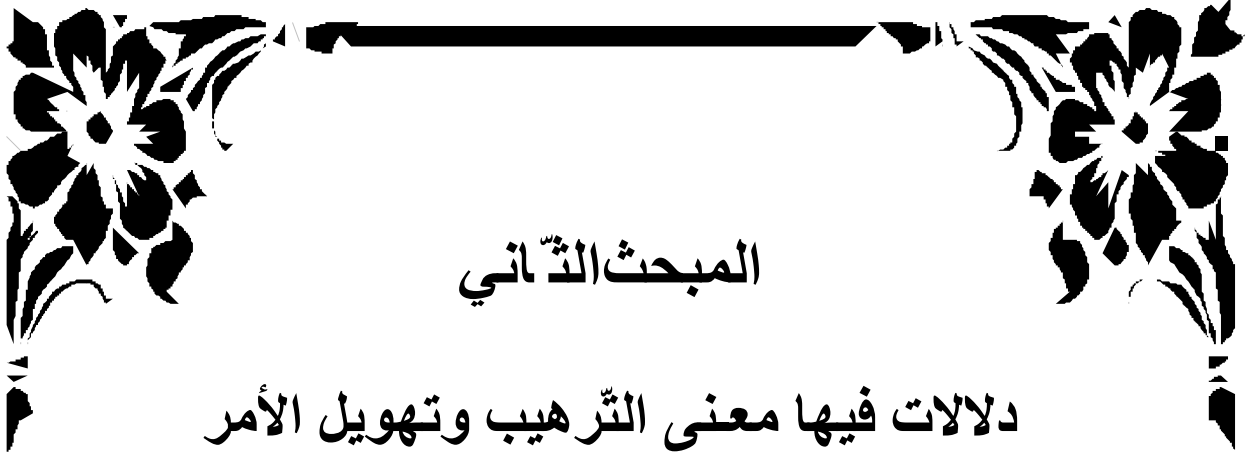 المبحث الثّاني
دلالات فيها معنى التّرهيب وتهويل الأمر